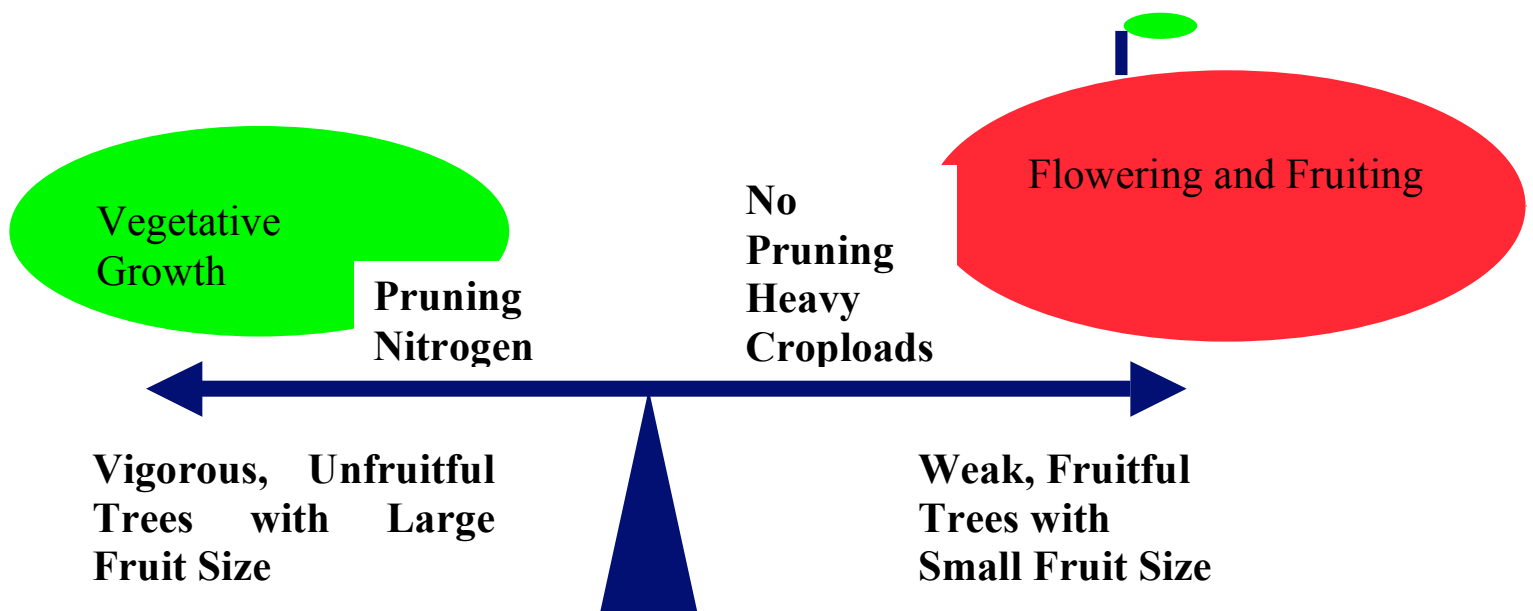 Vegetative
Growth
Pruning
Nitrogen
No
Pruning
Heavy
Croploads
Flowering and Fruiting
Vigorous, Unfruitful
Trees with Large
Fruit Size
Weak, Fruitful
Trees with
Small Fruit Size